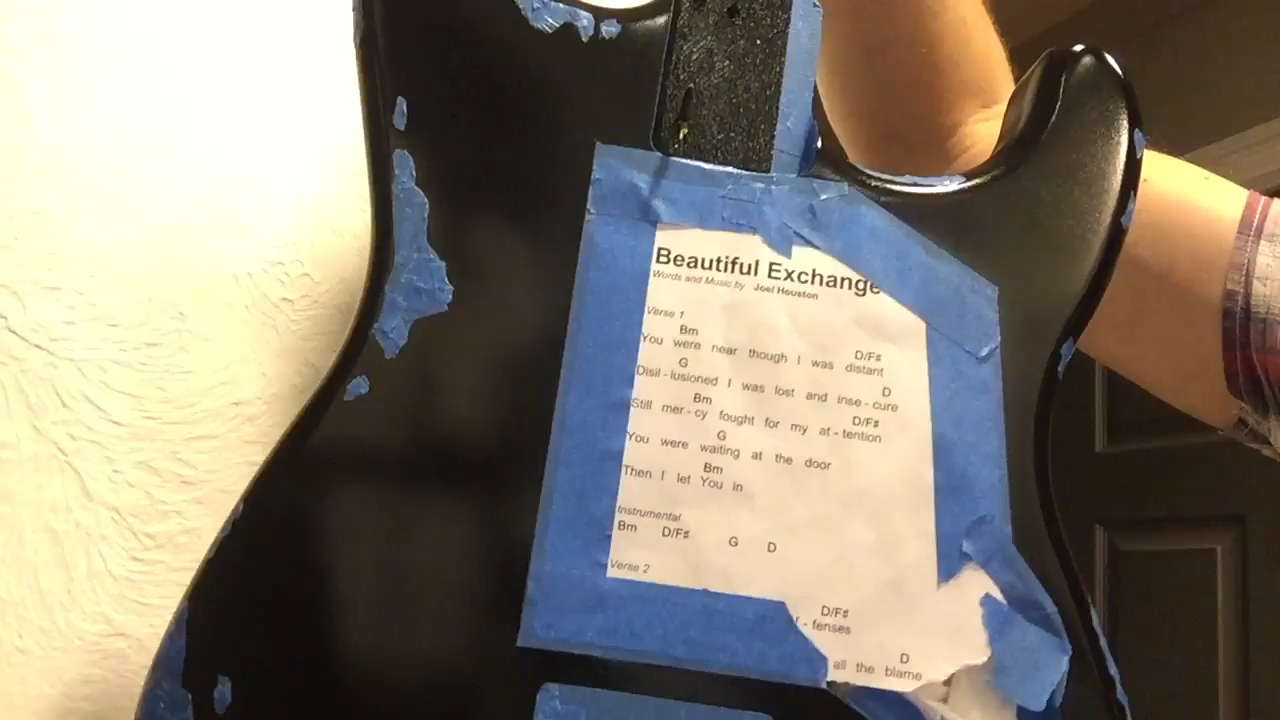 Beautiful Exchange
Words and Music by Joel Houston
Verse 1
Bm D/F#
You were near though I was distant
G D
Disil-lusioned I was lost and inse-cure
Bm D/F#
Still mer-cy fought for my at-tention
G
You were waiting at the door
Bm
Then I let You in
Instrumental
Bm D/F# G D
Verse 2
D/F#
- fenses
D
all the blame